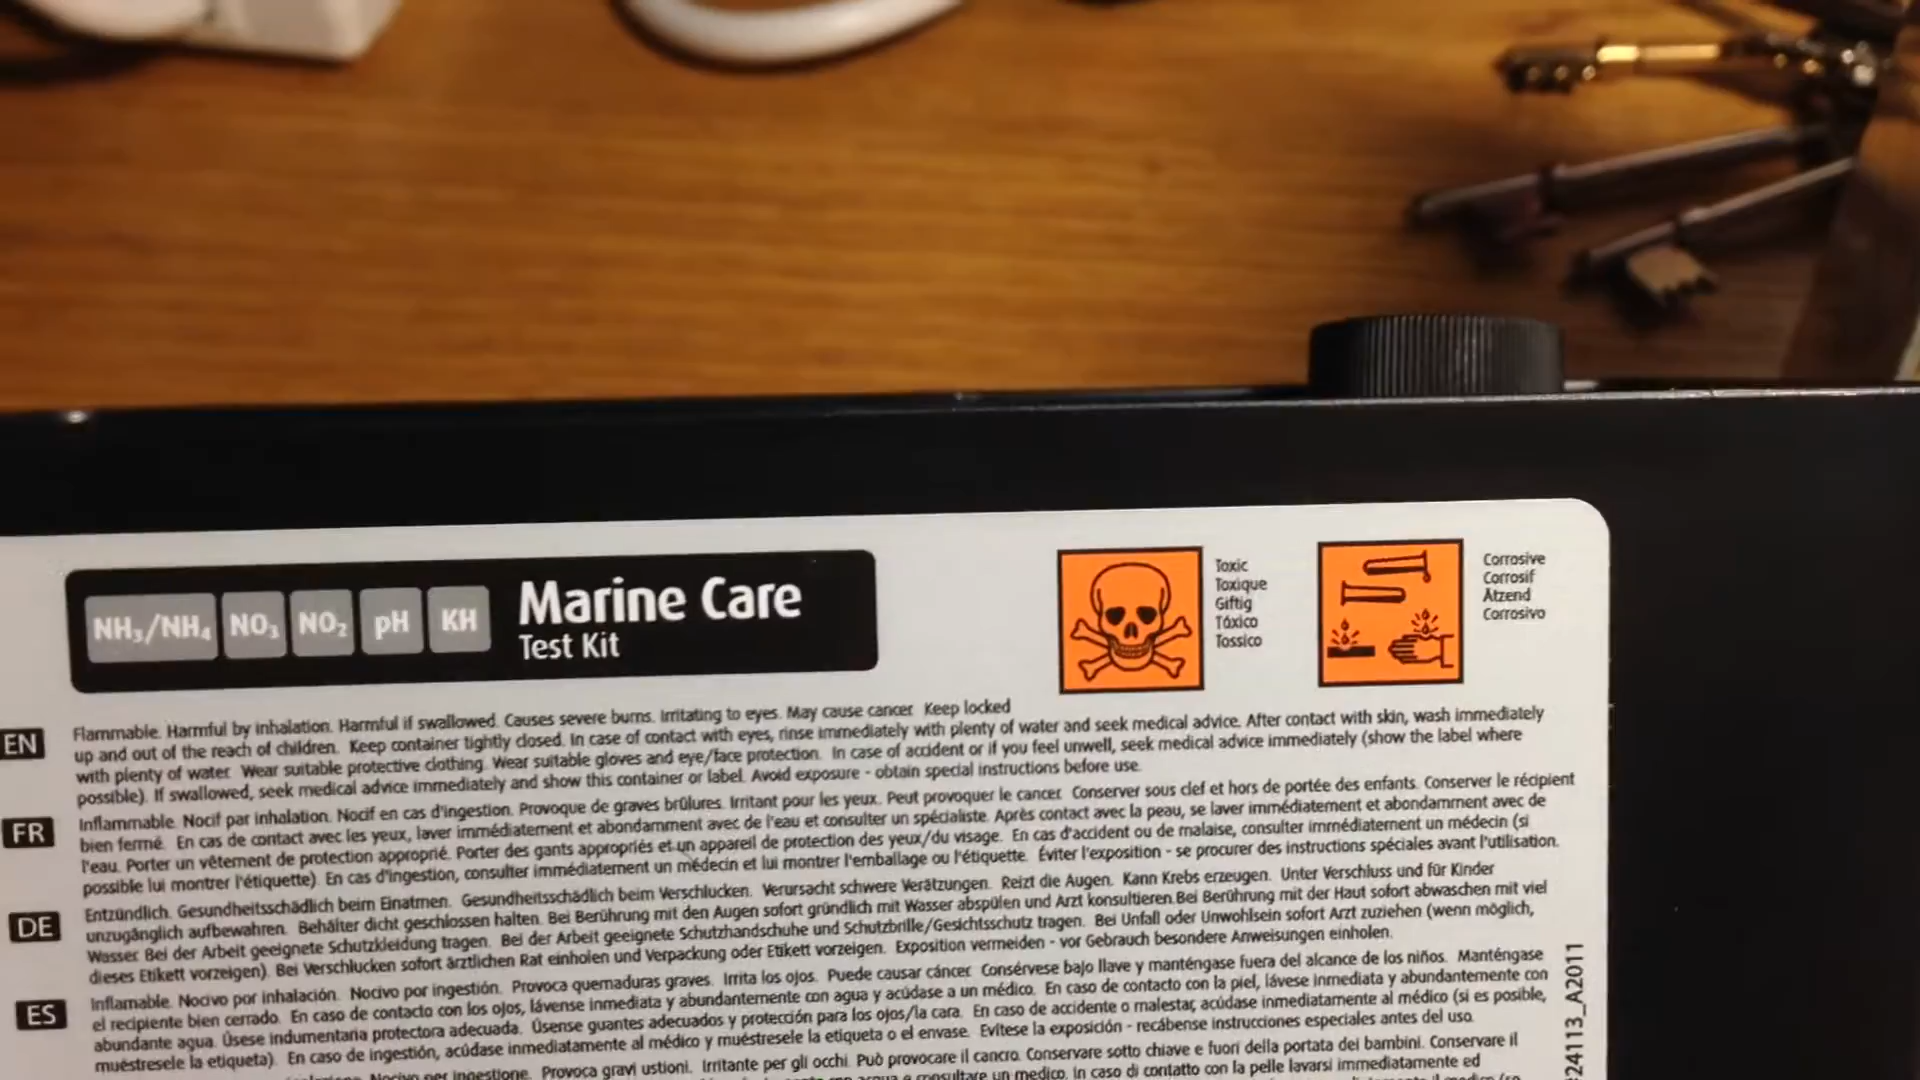 NH3/NH4 NO3 NO2 pH KH
Marine Care
Test Kit
Toxic
Toxique
Giftig
Tóxico
Tossico
Corrosive
Corrosif
Ätzend
Corrosivo
EN
Flammable. Harmful by inhalation. Harmful if swallowed. Causes severe burns. Irritating to eyes. May cause cancer Keep locked
up and out of the reach of children. Keep container tightly closed. In case of contact with eyes, rinse immediately with plenty of water and seek medical advice. After contact with skin, wash immediately
with plenty of water Wear suitable protective clothing. Wear suitable gloves and eye/face protection. In case of accident or if you feel unwell, seek medical advice immediately (show the label where
possible). If swallowed, seek medical advice immediately and show this container or label. Avoid exposure - obtain special instructions before use.
FR
Inflammable. Nocif par inhalation. Nocif en cas d'ingestion. Provoque de graves brûlures. Irritant pour les yeux. Peut provoquer le cancer Conserver sous clef et hors de portée des enfants. Conserver le récipient
bien fermé. En cas de contact avec les yeux, laver immédiatement et abondamment avec de l'eau et consulter un spécialiste. Après contact avec la peau, se laver immédiatement et abondamment avec de
l'eau. Porter un vêtement de protection approprié. Porter des gants appropriés et un appareil de protection des yeux/du visage. En cas d'accident ou de malaise, consulter immédiatement un médecin (si
possible lui montrer l'étiquette). En cas d'ingestion, consulter immédiatement un médecin et lui montrer l'emballage ou l'étiquette. Éviter l'exposition - se procurer des instructions spéciales avant l'utilisation.
DE
Entzündlich. Gesundheitsschädlich beim Einatmen. Gesundheitsschädlich beim Verschlucken. Verursacht schwere Verätzungen. Reizt die Augen. Kann Krebs erzeugen. Unter Verschluss und für Kinder
unzugänglich aufbewahren. Behälter dicht geschlossen halten. Bei Berührung mit den Augen sofort gründlich mit Wasser abspülen und Arzt konsultieren.Bei Berührung mit der Haut sofort abwaschen mit viel
Wasser Bei der Arbeit geeignete Schutzkleidung tragen. Bei der Arbeit geeignete Schutzhandschuhe und Schutzbrille/Gesichtsschutz tragen. Bei Unfall oder Unwohlsein sofort Arzt zuziehen (wenn möglich,
dieses Etikett vorzeigen). Bei Verschlucken sofort ärztlichen Rat einholen und Verpackung oder Etikett vorzeigen. Exposition vermeiden - vor Gebrauch besondere Anweisungen einholen.
ES
Inflamable. Nocivo por inhalación. Nocivo por ingestión. Provoca quemaduras graves. Irrita los ojos. Puede causar cáncer Consérvese bajo llave y manténgase fuera del alcance de los niños. Manténgase
el recipiente bien cerrado. En caso de contacto con los ojos, lávense inmediata y abundantemente con agua y acúdase a un médico. En caso de contacto con la piel, lávese inmediata y abundantemente con
abundante agua. Úsese indumentaria protectora adecuada. Úsense guantes adecuados y protección para los ojos/la cara. En caso de accidente o malestar, acúdase inmediatamente al médico (si es posible,
muéstresele la etiqueta). En caso de ingestión, acúdase inmediatamente al médico y muéstresele la etiqueta o el envase. Evítese la exposición - recábense instrucciones especiales antes del uso.
Nocivo per ingestione. Provoca gravi ustioni. Irritante per gli occhi. Può provocare il cancro. Conservare sotto chiave e fuori della portata dei bambini. Conservare il
consultare un medico. In caso di contatto con la pelle lavarsi immediatamente ed
24113_A2011